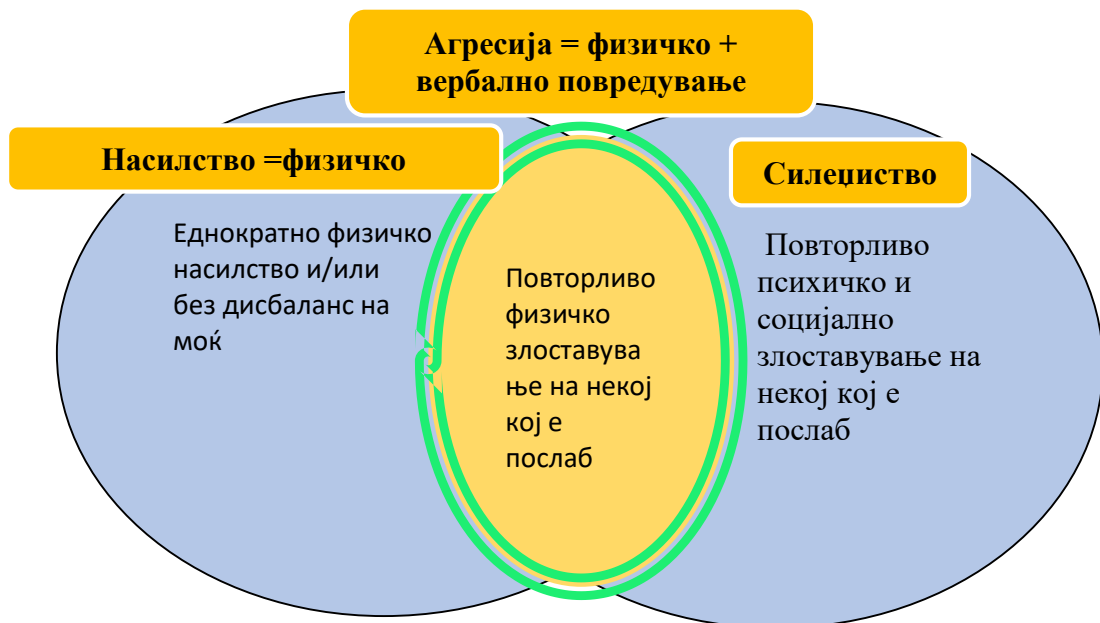 Агресија = физичко +
вербално повредување
Насилство =физичко
Силеџиство
Еднократно физичко
насилство и/или
без дисбаланс на
моќ
Повторливо
физичко
злоставува
ње на некој
кој е
послаб
Повторливо
психичко и
социјално
злоставување на
некој кој е
послаб